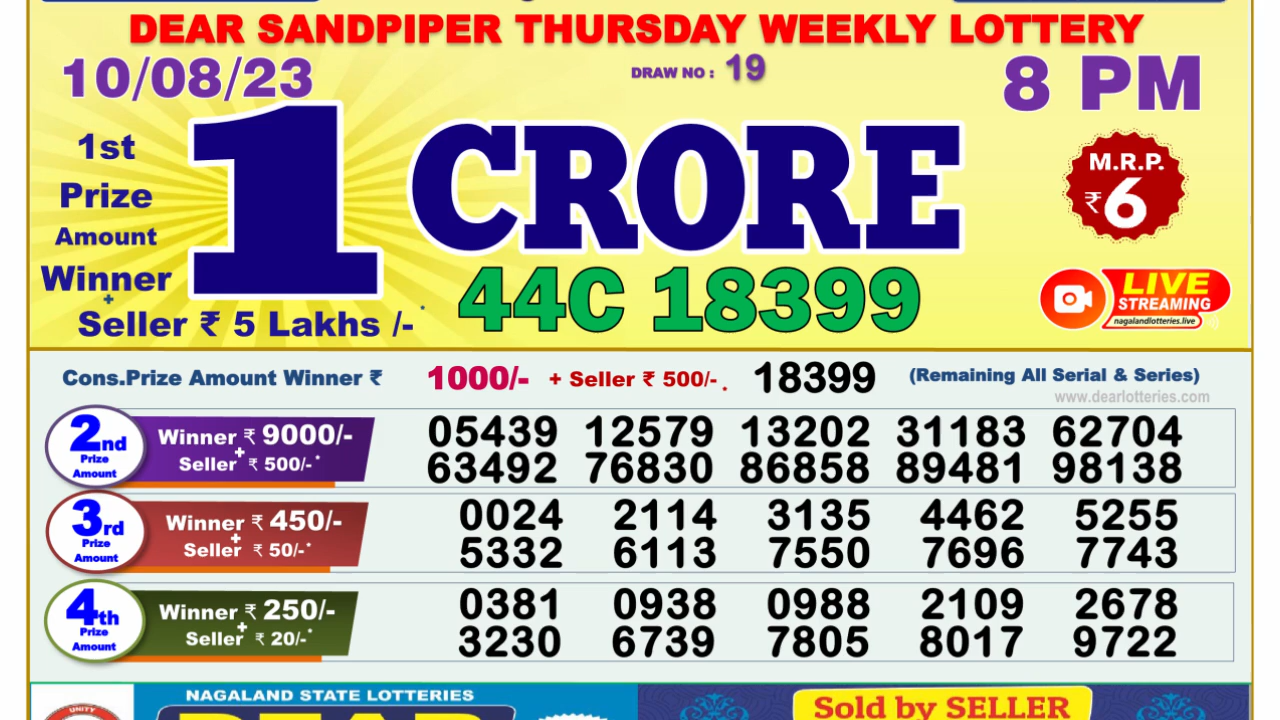 DEAR SANDPIPER THURSDAY WEEKLY LOTTERY
10/08/23
DRAW NO : 19
8 PM
1st
Prize
Amount
Winner
+
Seller ₹ 5 Lakhs /-*
1 CRORE
44C 18399
M.R.P.
₹ 6
LIVE
STREAMING
nagalandlotteries.live
Cons.Prize Amount Winner ₹ 1000/- + Seller ₹ 500/- . 18399 (Remaining All Serial & Series)
www.dearlotteries.com
2nd
Prize
Amount
Winner ₹ 9000/-
+
Seller ₹ 500/-*
05439 12579 13202 31183 62704
63492 76830 86858 89481 98138
3rd
Prize
Amount
Winner ₹ 450/-
+
Seller ₹ 50/-*
0024 2114 3135 4462 5255
5332 6113 7550 7696 7743
4th
Prize
Amount
Winner ₹ 250/-
+
Seller ₹ 20/-*
0381 0938 0988 2109 2678
3230 6739 7805 8017 9722
UNITY
NAGALAND STATE LOTTERIES
DEAR
Sold by SELLER